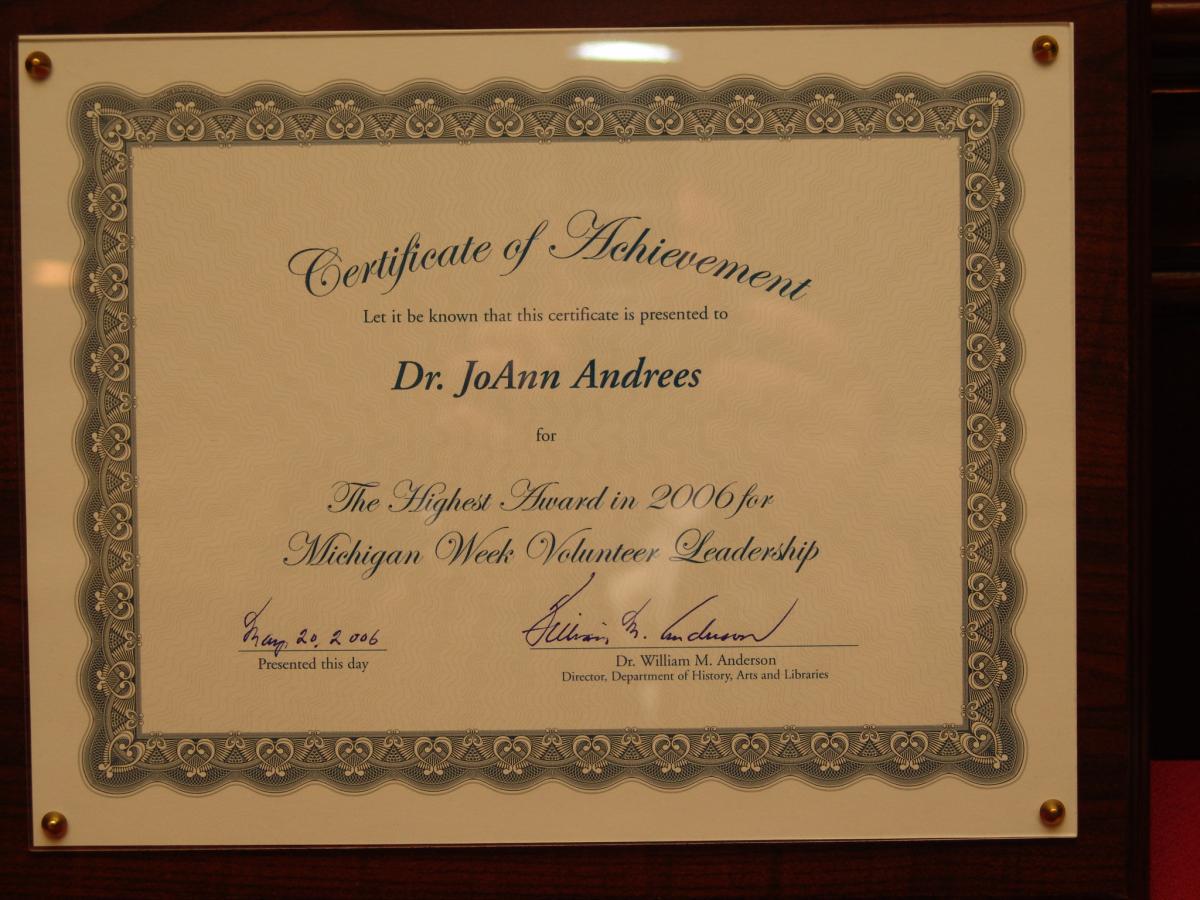 Certificate of Achievement
Let it be known that this certificate is presented to
Dr. JoAnn Andrees
for
The Highest Award in 2006 for
Michigan Week Volunteer Leadership
May, 20, 2006
William M. Anderson
Presented this day
Dr. William M. Anderson
Director, Department of History, Arts and Libraries